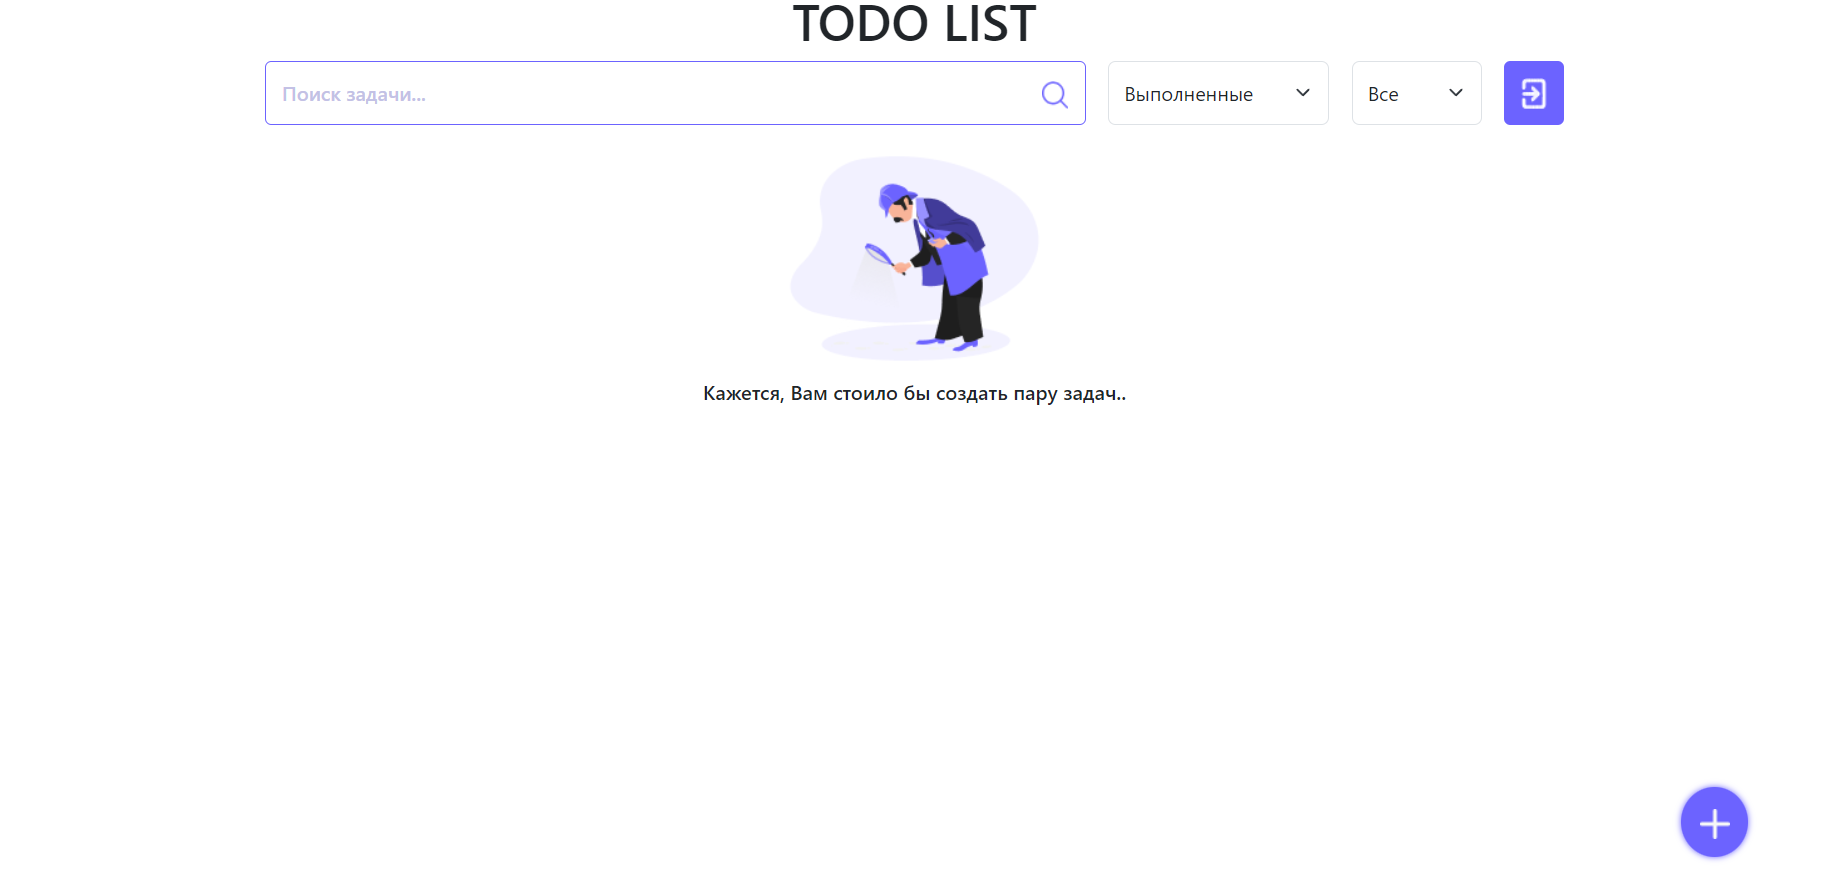 TODO LIST
Поиск задачи...
Выполненные
Все
Кажется, Вам стоило бы создать пару задач..